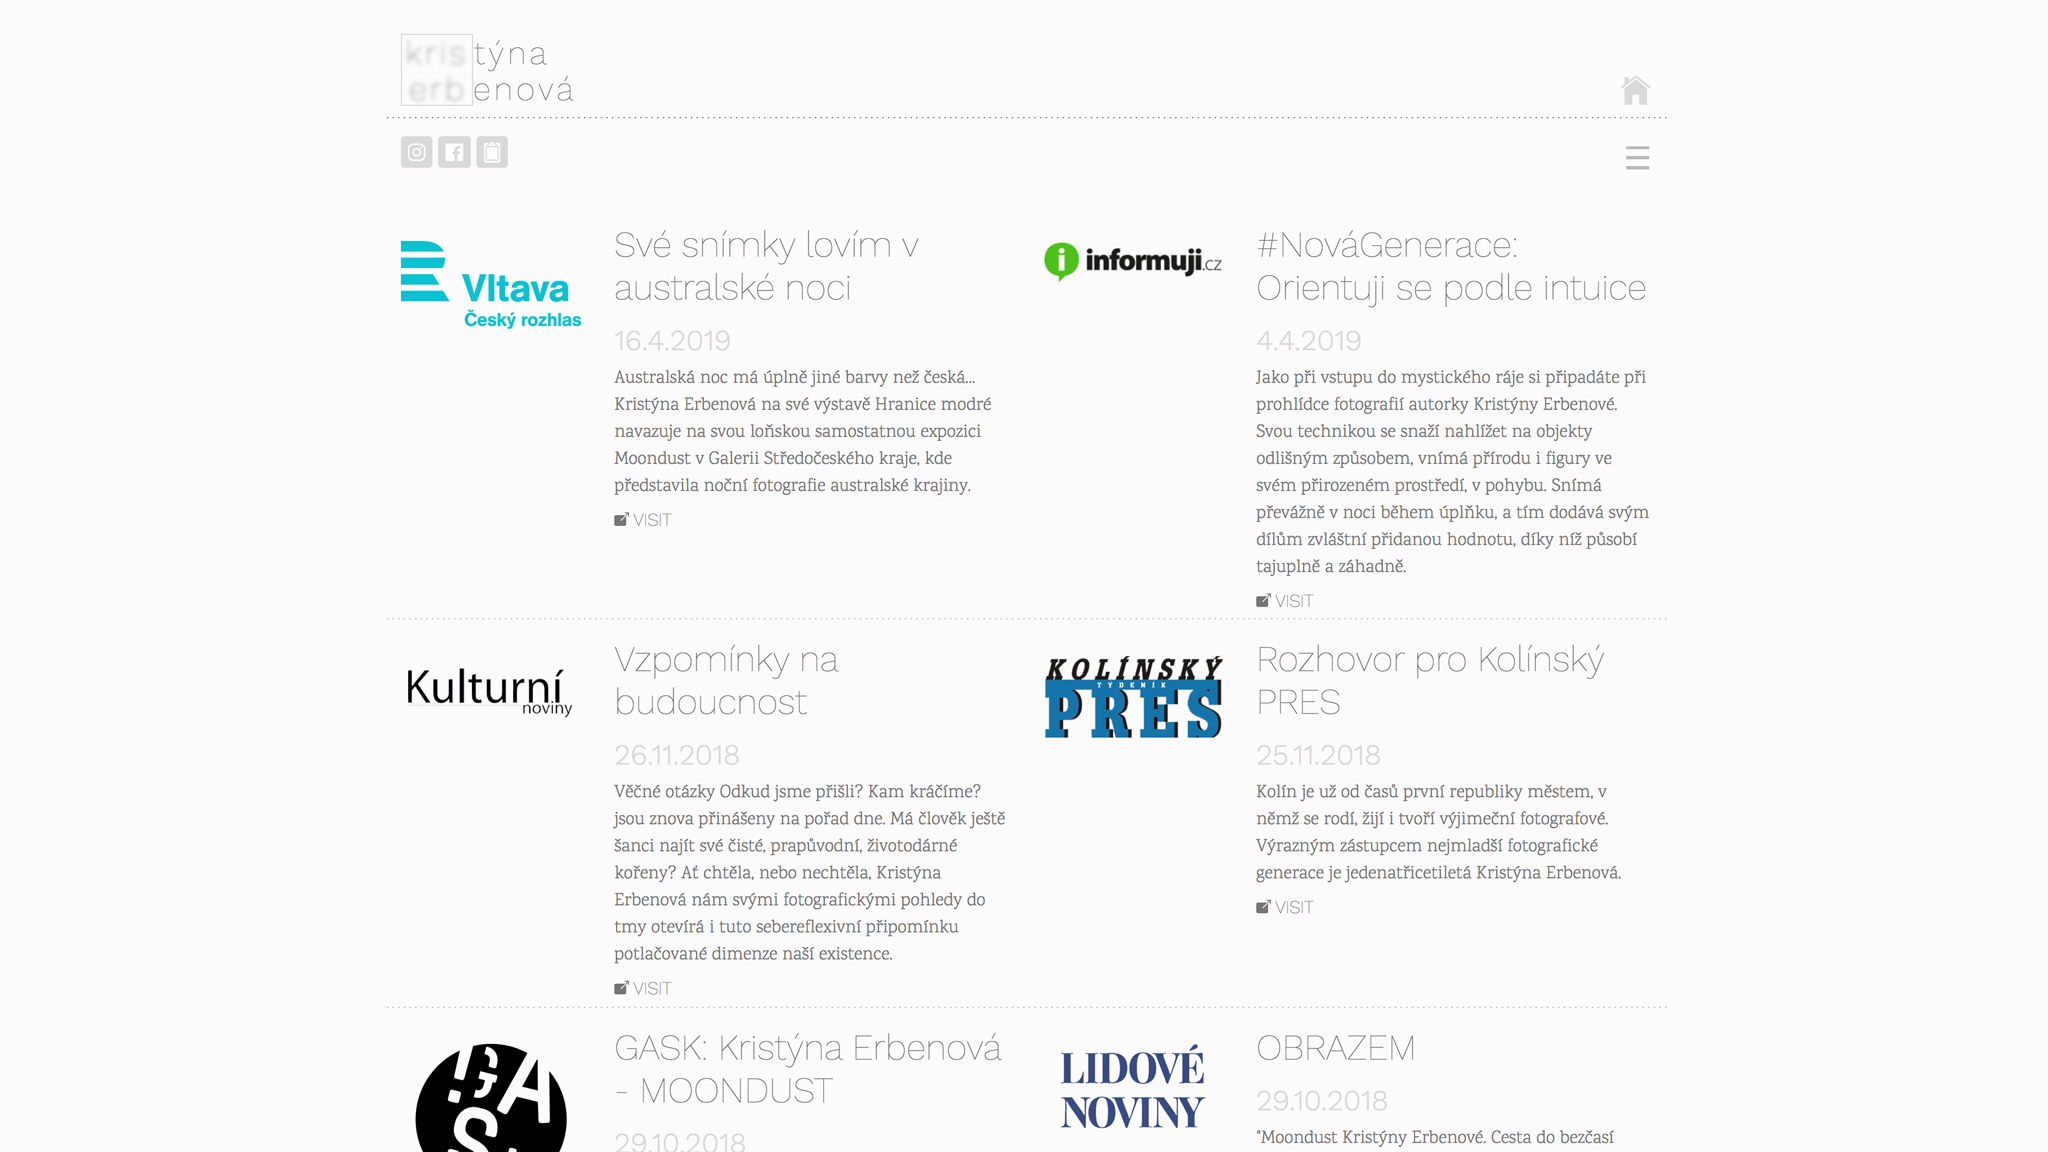 kristýna
erbenová
Vltava
Český rozhlas
Své snímky lovím v
australské noci
16.4.2019
Australská noc má úplně jiné barvy než česká...
Kristýna Erbenová na své výstavě Hranice modré
navazuje na svou loňskou samostatnou expozici
Moondust v Galerii Středočeského kraje, kde
představila noční fotografie australské krajiny.
VISIT
informuji.cz
#NováGenerace:
Orientuji se podle intuice
4.4.2019
Jako při vstupu do mystického ráje si připadáte při
prohlídce fotografií autorky Kristýny Erbenové.
Svou technikou se snaží nahlížet na objekty
odlišným způsobem, vnímá přírodu i figury ve
svém přirozeném prostředí, v pohybu. Snímá
převážně v noci během úplňku, a tím dodává svým
dílům zvláštní přidanou hodnotu, díky níž působí
tajuplně a záhadně.
VISIT
Kulturní
noviny
Vzpomínky na
budoucnost
26.11.2018
Věčné otázky Odkud jsme přišli? Kam kráčíme?
jsou znova přinášeny na pořad dne. Má člověk ještě
šanci najít své čisté, prapůvodní, životodárné
kořeny? Ať chtěla, nebo nechtěla, Kristýna
Erbenová nám svými fotografickými pohledy do
tmy otevírá i tuto sebereflexivní připomínku
potlačované dimenze naší existence.
VISIT
KOLÍNSKÝ
TÝDENÍK
PRES
Rozhovor pro Kolínský
PRES
25.11.2018
Kolín je už od časů první republiky městem, v
němž se rodí, žijí i tvoří výjimeční fotografové.
Výrazným zástupcem nejmladší fotografické
generace je jedenatřicetiletá Kristýna Erbenová.
VISIT
GAS
GASK: Kristýna Erbenová
- MOONDUST
29.10.2018
LIDOVÉ
NOVINY
OBRAZEM
29.10.2018
"Moondust Kristýny Erbenové. Cesta do bezčasí